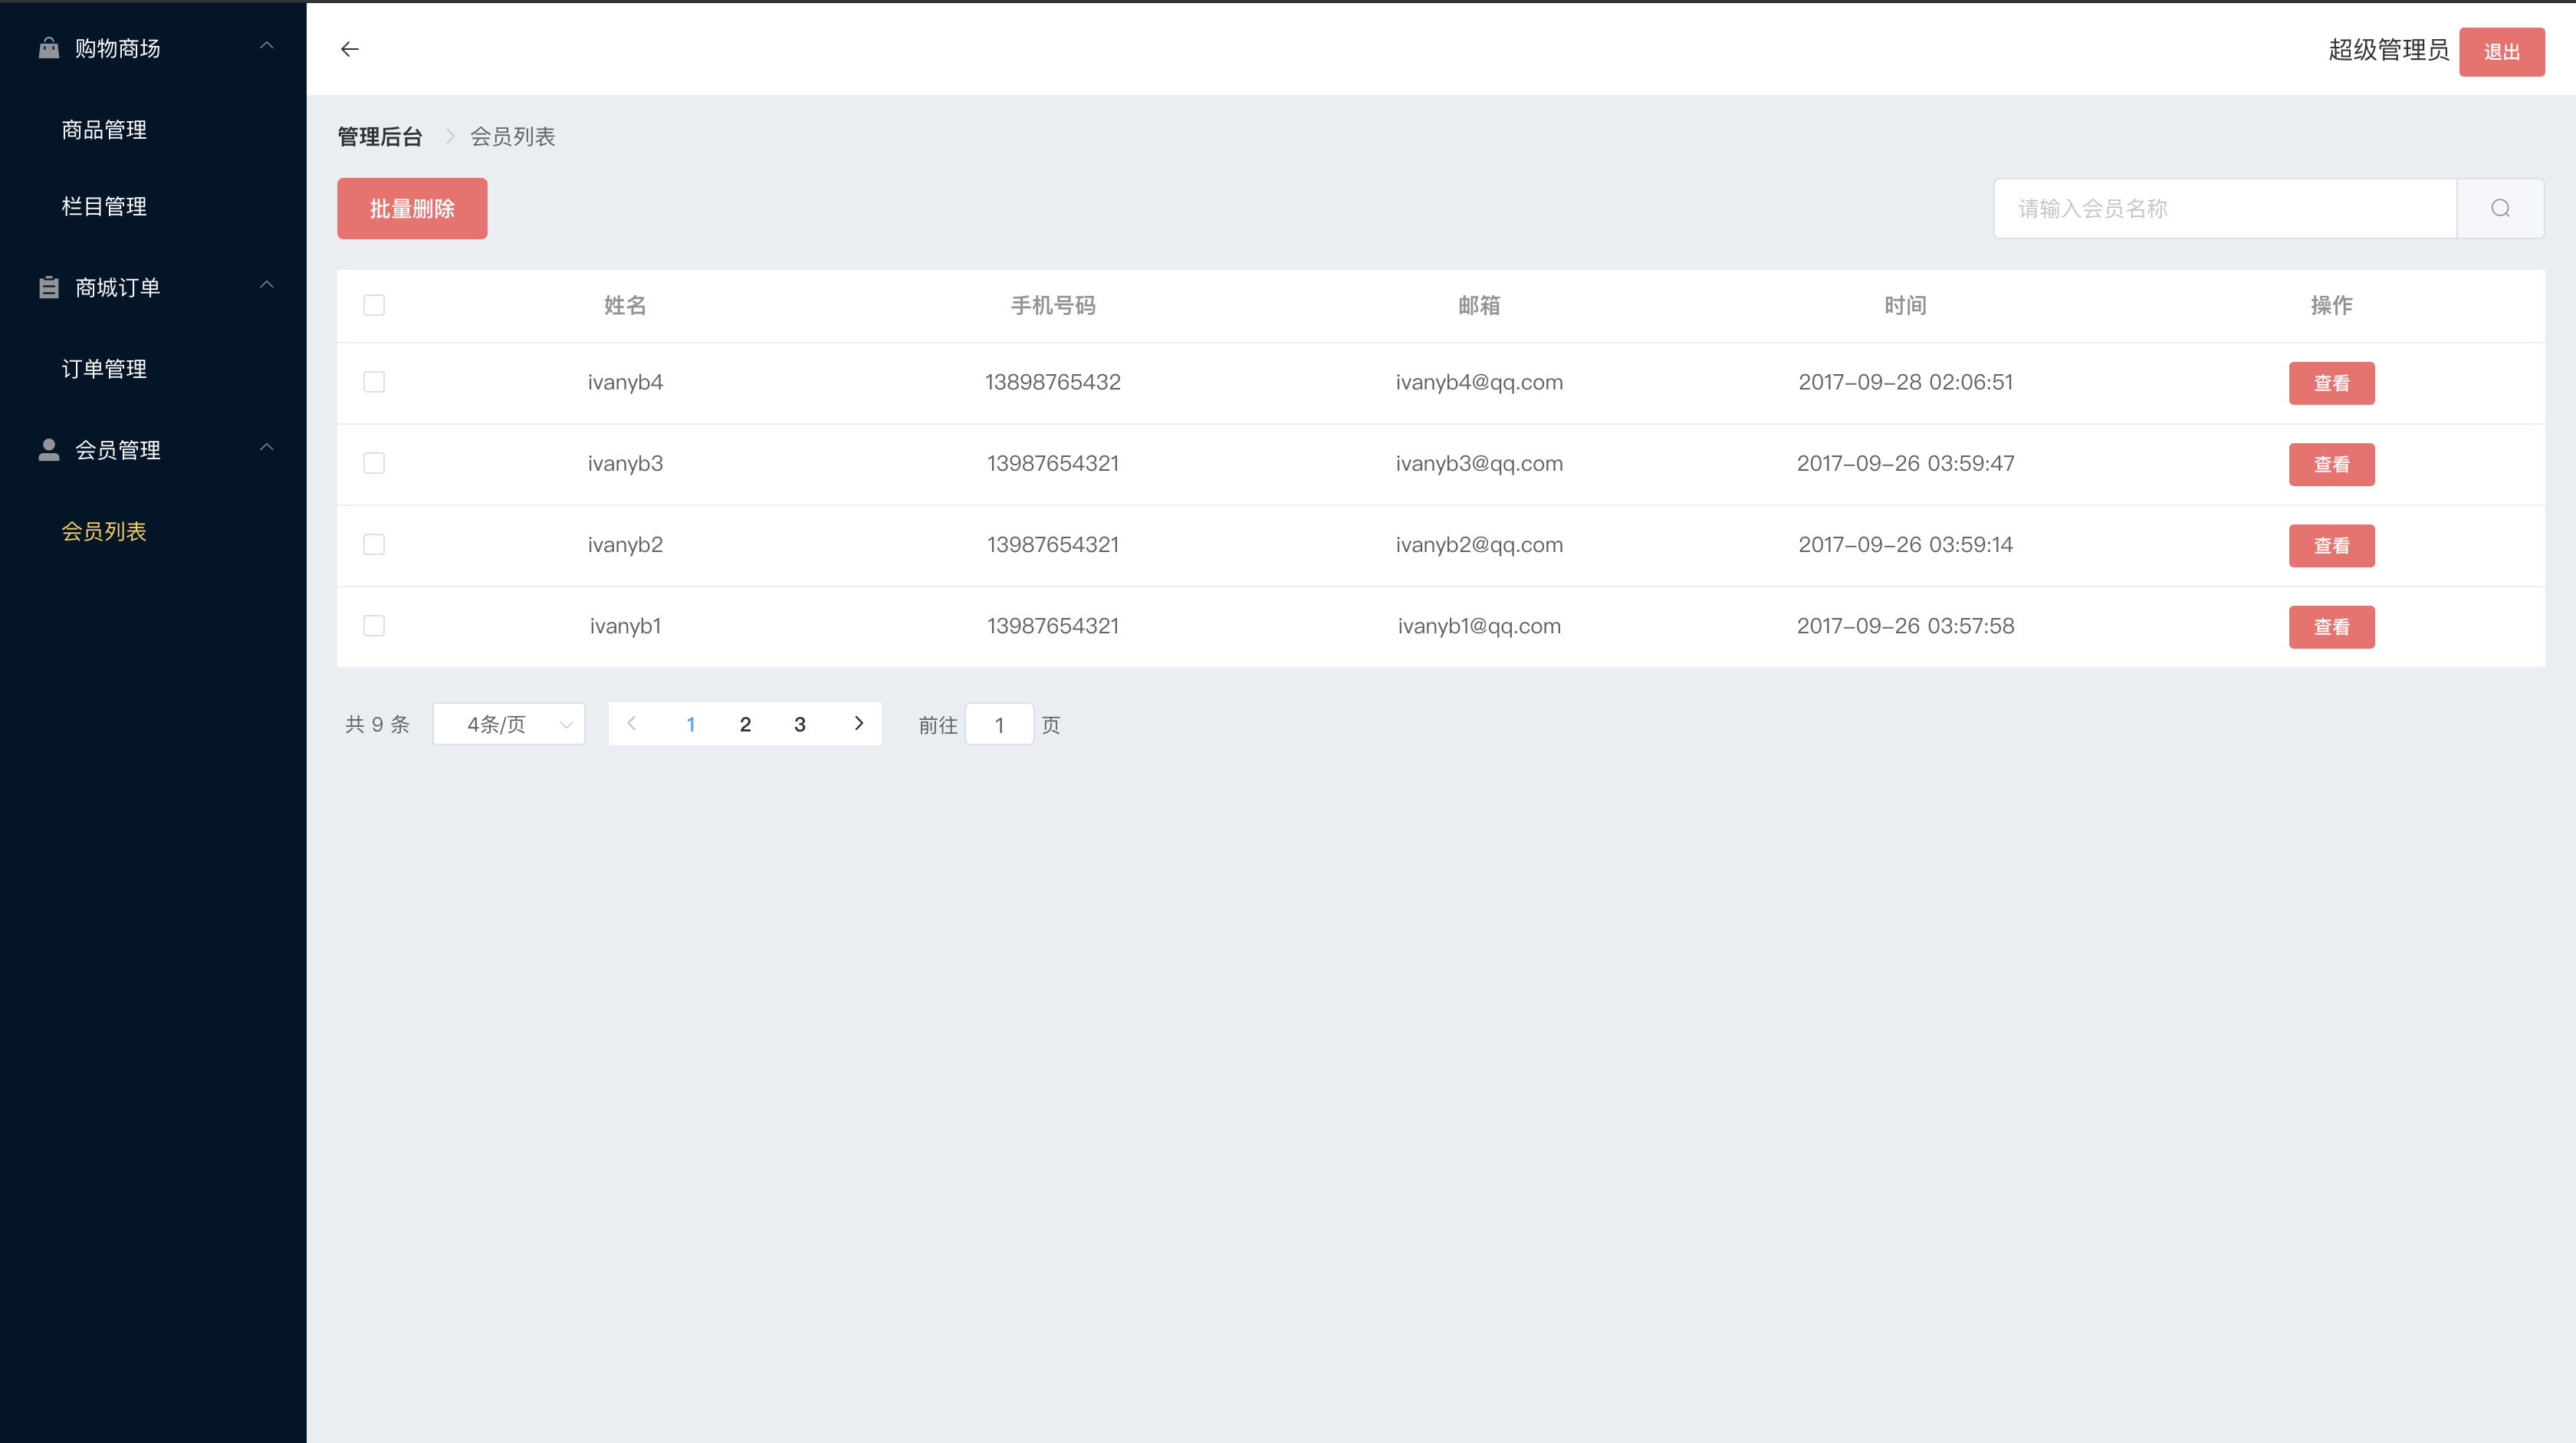 购物商场
商品管理
栏目管理
商城订单
订单管理
会员管理
会员列表
超级管理员 退出
管理后台 会员列表
批量删除 请输入会员名称
姓名 手机号码 邮箱 时间 操作
ivanyb4 13898765432 ivanyb4@qq.com 2017-09-28 02:06:51 查看
ivanyb3 13987654321 ivanyb3@qq.com 2017-09-26 03:59:47 查看
ivanyb2 13987654321 ivanyb2@qq.com 2017-09-26 03:59:14 查看
ivanyb1 13987654321 ivanyb1@qq.com 2017-09-26 03:57:58 查看
共 9 条 4条/页 1 2 3 前往 1 页